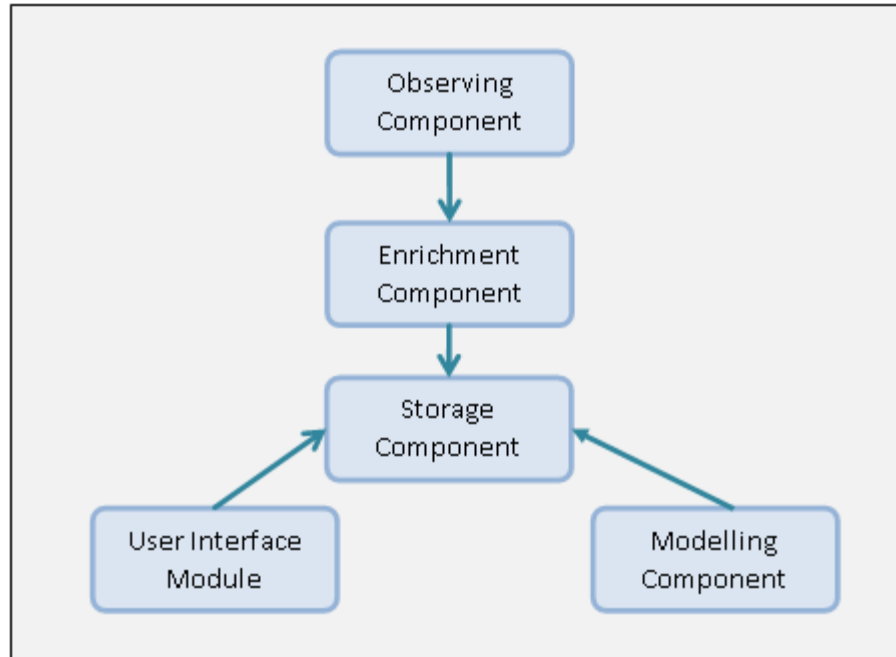 Observing
Component
Enrichment
Component
Storage
Component
User Interface
Module
Modelling
Component